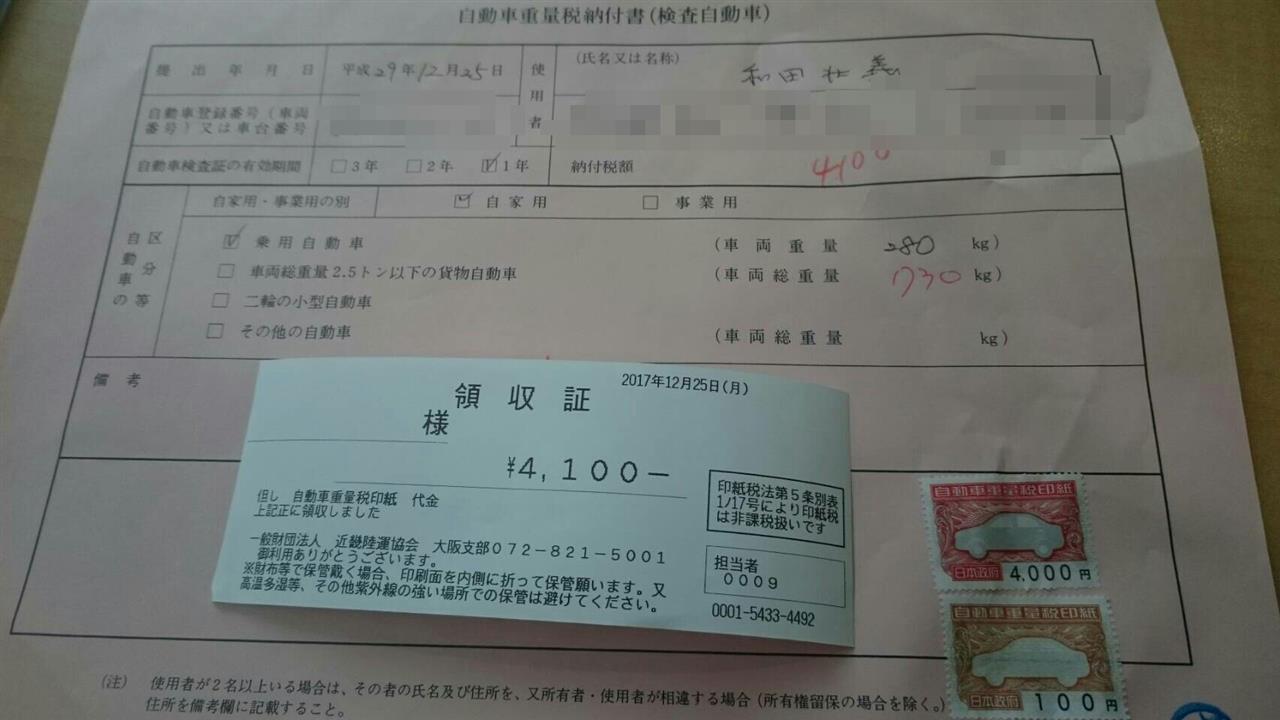 自動車重量税納付書(検査自動車)
提出年月日 平成29年12月25日 使用者 (氏名又は名称) 和田壮義
自動車登録番号(車両
番号)又は車台番号
自動車検査証の有効期間 □3年 □2年 ☑1年 納付税額 4100
自家用・事業用の別 ☑ 自家用 □ 事業用
自動車の区分等
☑ 乗用自動車 (車両重量 280 kg)
□ 車両総重量2.5トン以下の貨物自動車 (車両総重量 1730 kg)
□ 二輪の小型自動車
□ その他の自動車 (車両総重量 kg)
備考
2017年12月25日(月)
領収証
様
¥4,100-
但し 自動車重量税印紙 代金
上記正に領収しました
印紙税法第5条別表
1/17号により印紙税
は非課税扱いです
一般財団法人 近畿陸運協会 大阪支部072-821-5001
御利用ありがとうございます。
※財布等で保管戴く場合、印刷面を内側に折って保管願います。又
高温多湿等、その他紫外線の強い場所での保管は避けてください。
担当者
0009
0001-5433-4492
自動車重量税印紙
日本政府 4,000円
自動車重量税印紙
日本政府 100円
(注) 使用者が2名以上いる場合は、その者の氏名及び住所を、又所有者・使用者が相違する場合(所有権留保の場合を除く。)
住所を備考欄に記載すること。